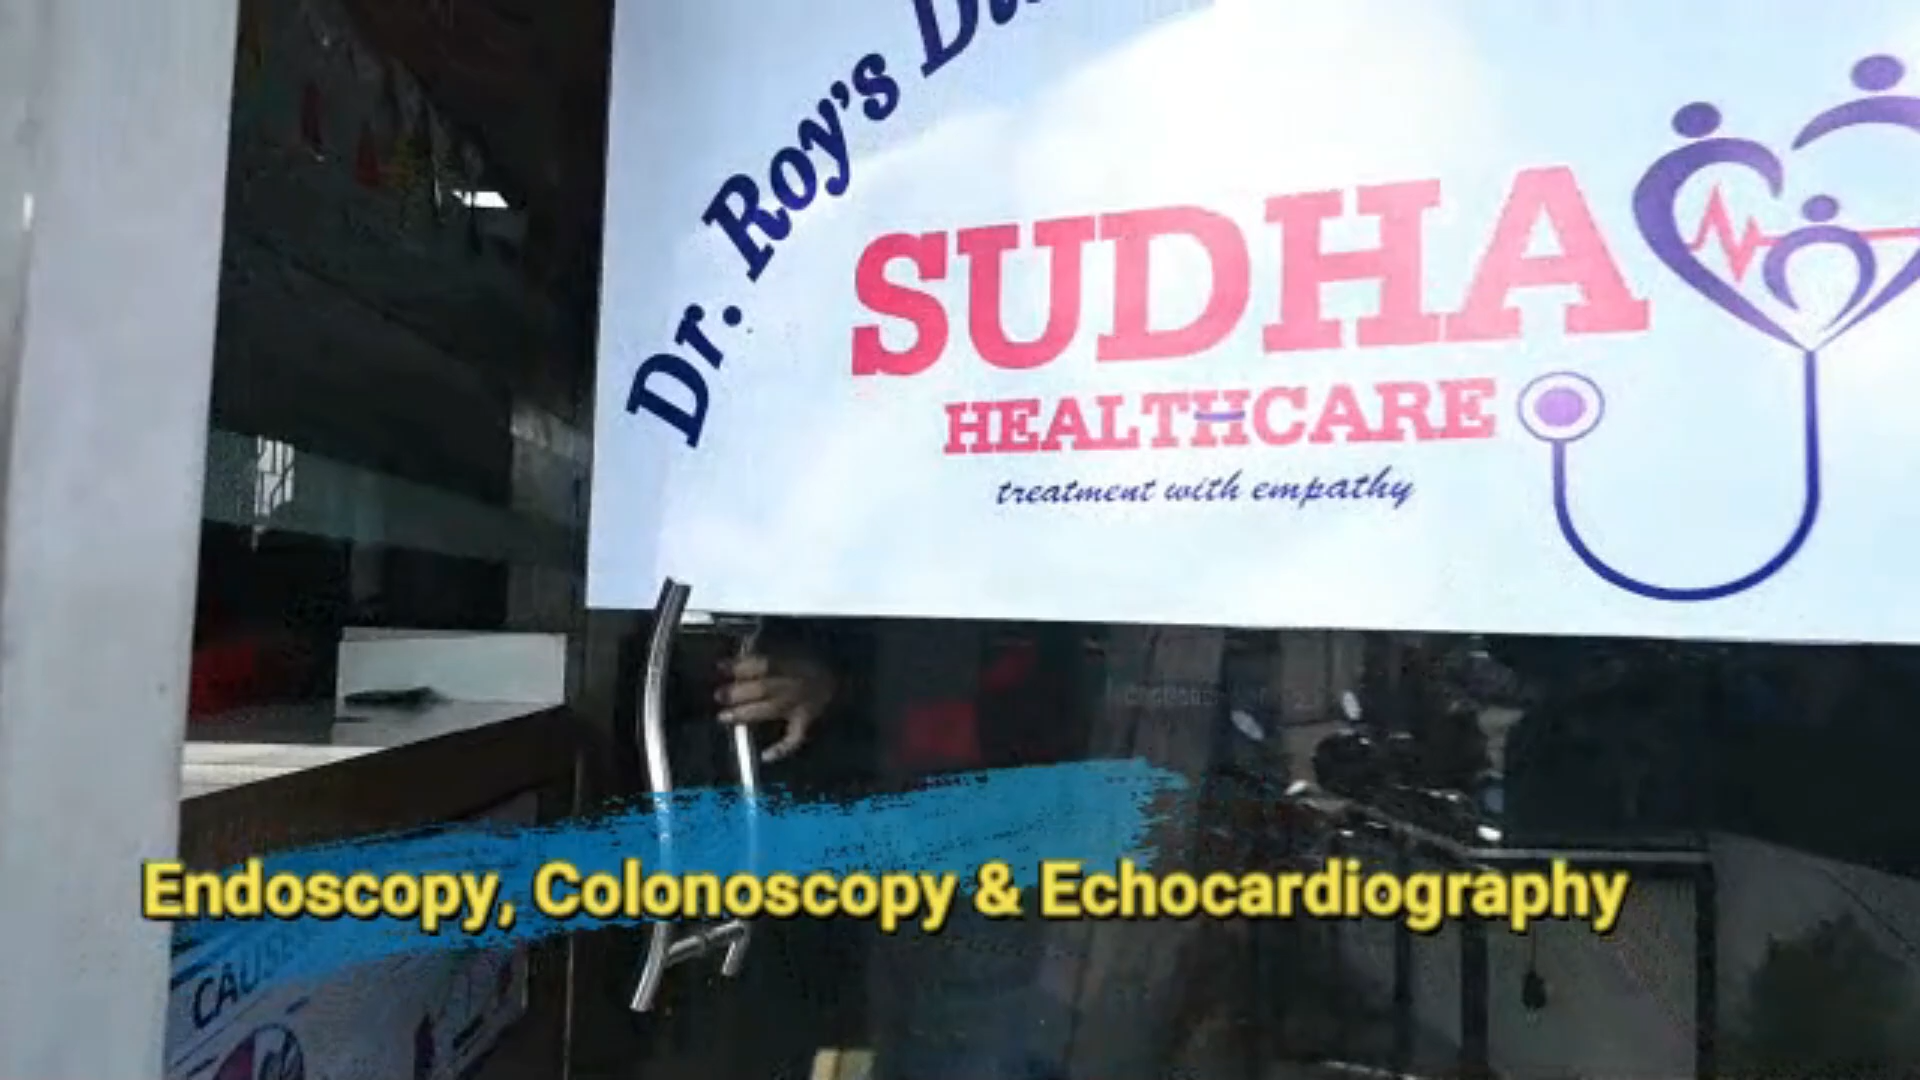 Dr. Roy's
SUDHA
HEALTHCARE
treatment with empathy
Endoscopy, Colonoscopy & Echocardiography